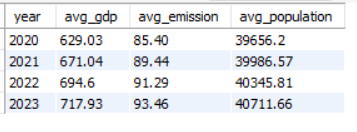 year avg_gdp avg_emission avg_population
2020 629.03 85.40 39656.2
2021 671.04 89.44 39986.57
2022 694.6 91.29 40345.81
2023 717.93 93.46 40711.66